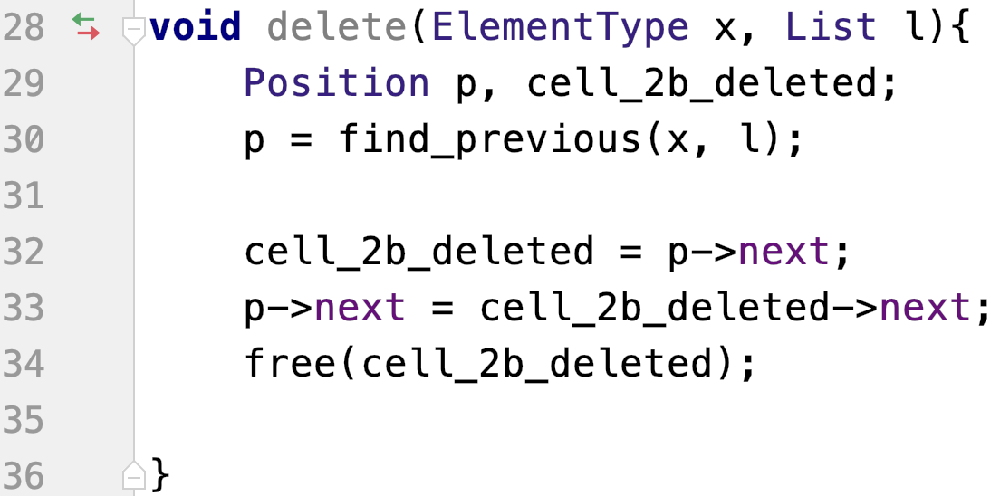 28 void delete(ElementType x, List l){
29     Position p, cell_2b_deleted;
30     p = find_previous(x, l);
31
32     cell_2b_deleted = p->next;
33     p->next = cell_2b_deleted->next;
34     free(cell_2b_deleted);
35
36 }